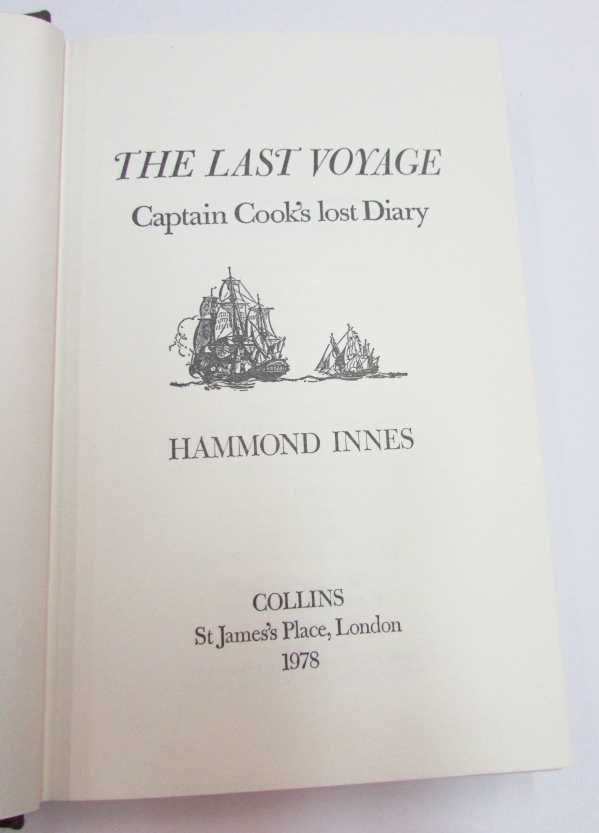 THE LAST VOYAGE
Captain Cook's lost Diary
HAMMOND INNES
COLLINS
St James's Place, London
1978